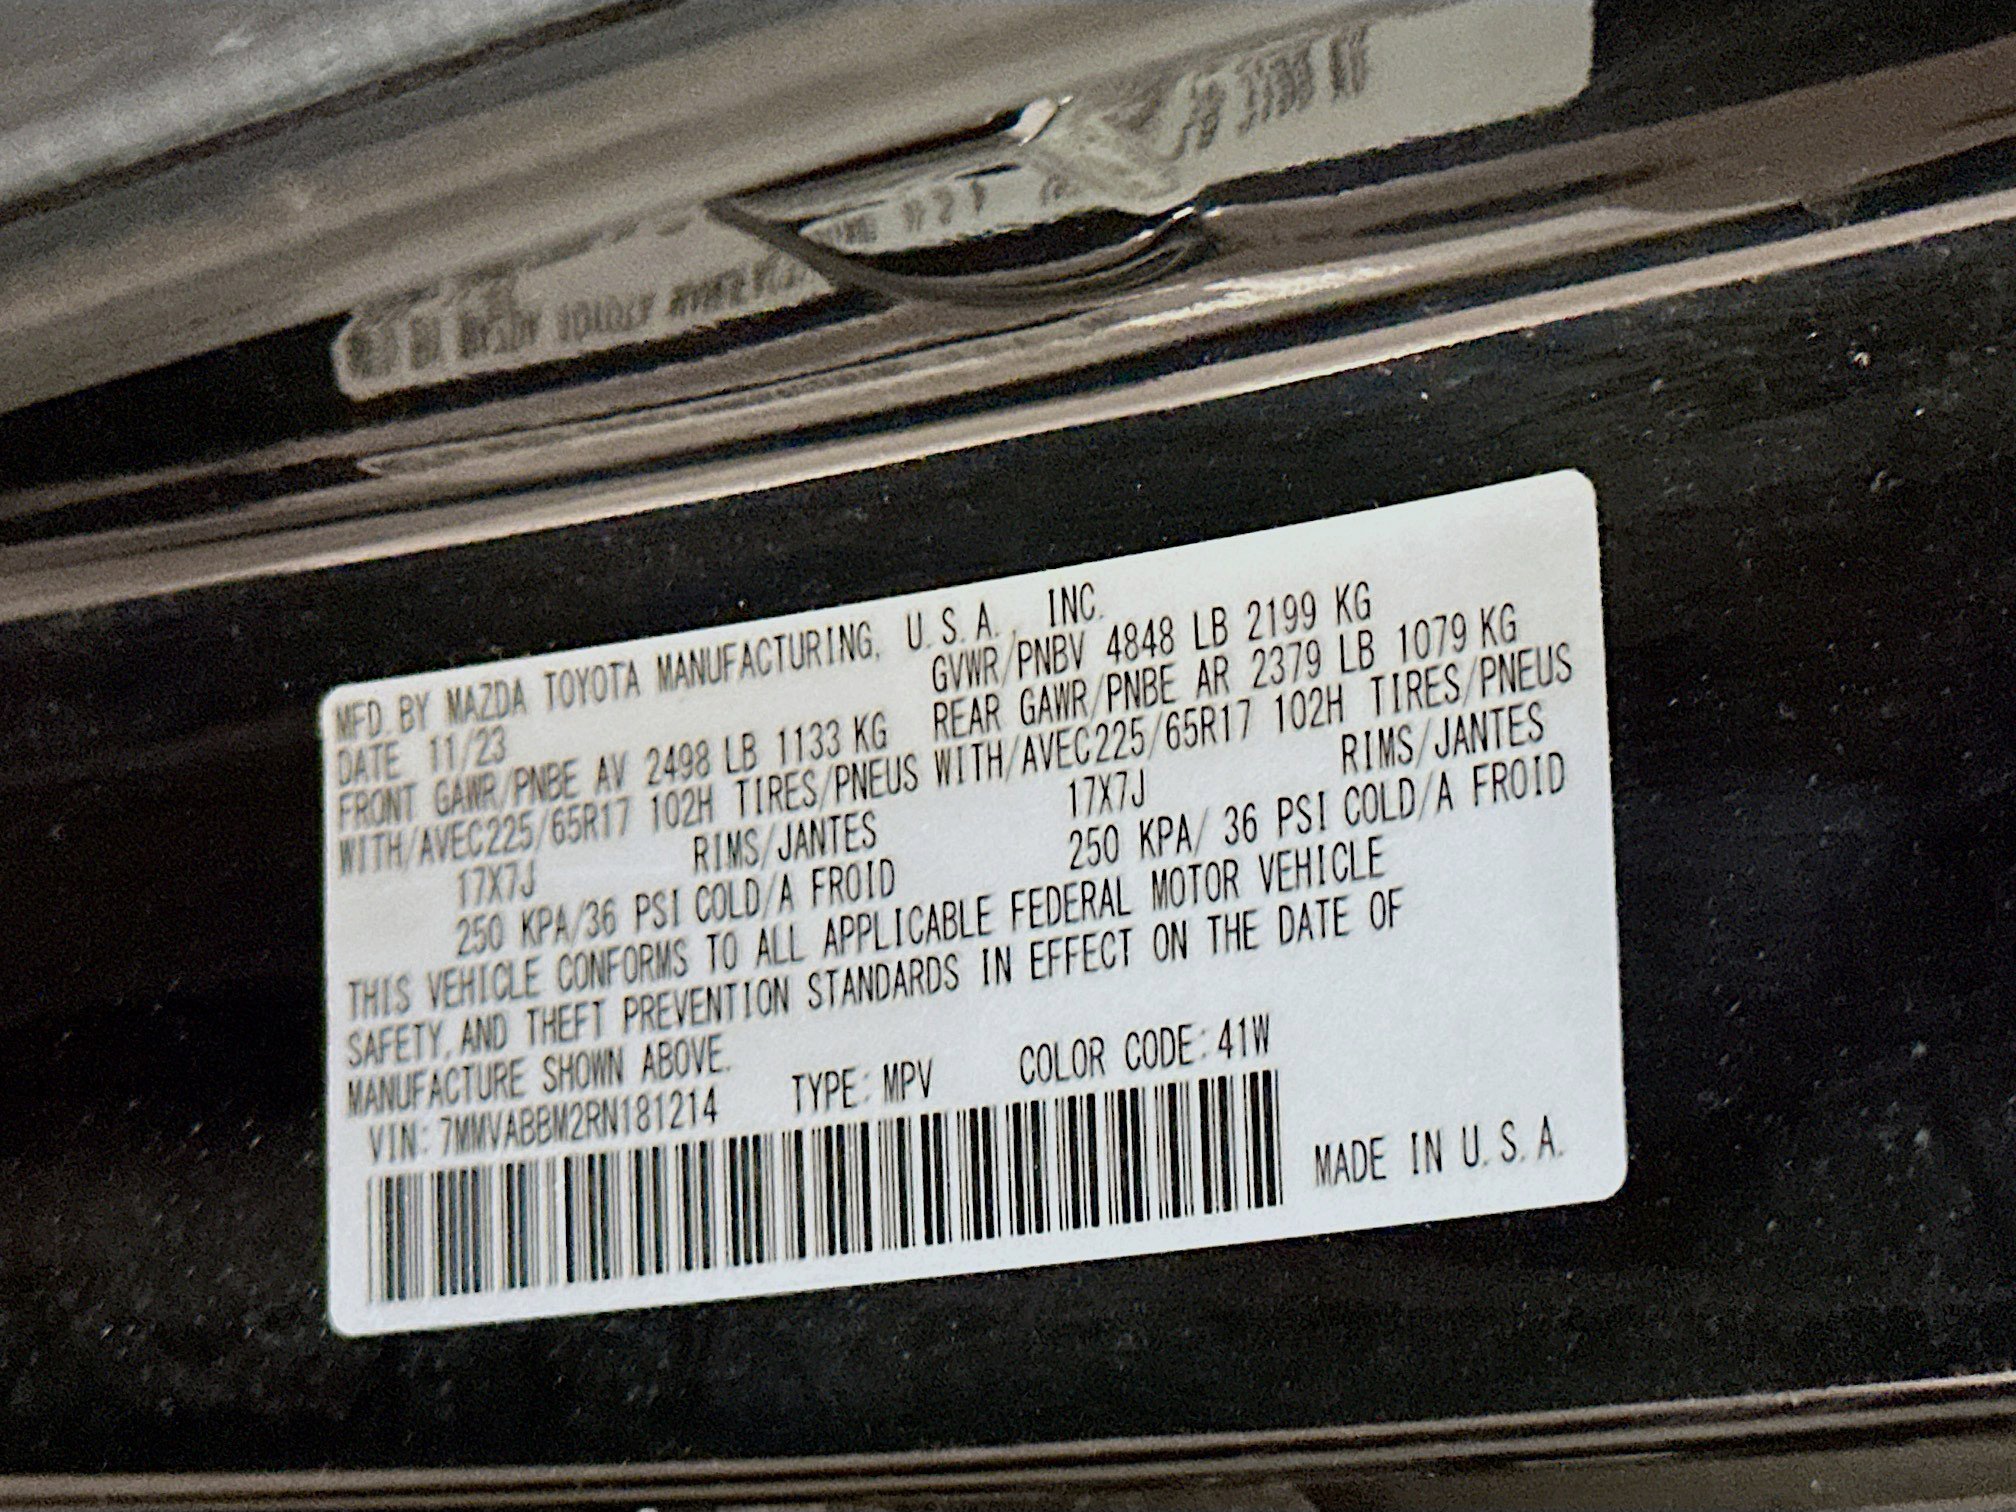 MFD. BY MAZDA TOYOTA MANUFACTURING, U.S.A., INC.
DATE 11/23 GVWR/PNBV 4848 LB 2199 KG
FRONT GAWR/PNBE AV 2498 LB 1133 KG REAR GAWR/PNBE AR 2379 LB 1079 KG
WITH/AVEC225/65R17 102H TIRES/PNEUS WITH/AVEC225/65R17 102H TIRES/PNEUS
17X7J RIMS/JANTES 17X7J RIMS/JANTES
250 KPA/36 PSI COLD/A FROID 250 KPA/ 36 PSI COLD/A FROID
THIS VEHICLE CONFORMS TO ALL APPLICABLE FEDERAL MOTOR VEHICLE
SAFETY, AND THEFT PREVENTION STANDARDS IN EFFECT ON THE DATE OF
MANUFACTURE SHOWN ABOVE.
VIN: 7MMVABBM2RN181214 TYPE: MPV COLOR CODE: 41W
MADE IN U.S.A.